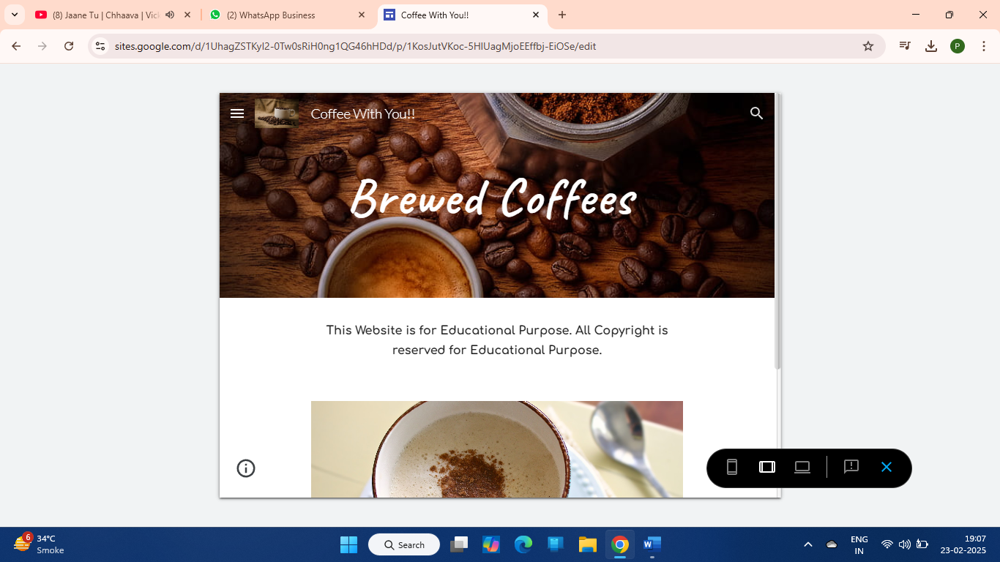 (8) Jaane Tu | Chhaava | Vick
(2) WhatsApp Business
Coffee With You!!
sites.google.com/d/1UhagZSTKyI2-0Tw0sRiH0ng1QG46hHDd/p/1KosJutVKoc-5HlUagMjoEEffbj-EiOSe/edit
P
Coffee With You!!
Brewed Coffees
This Website is for Educational Purpose. All Copyright is
reserved for Educational Purpose.
6
34°C
Smoke
Search
ENG
IN
19:07
23-02-2025